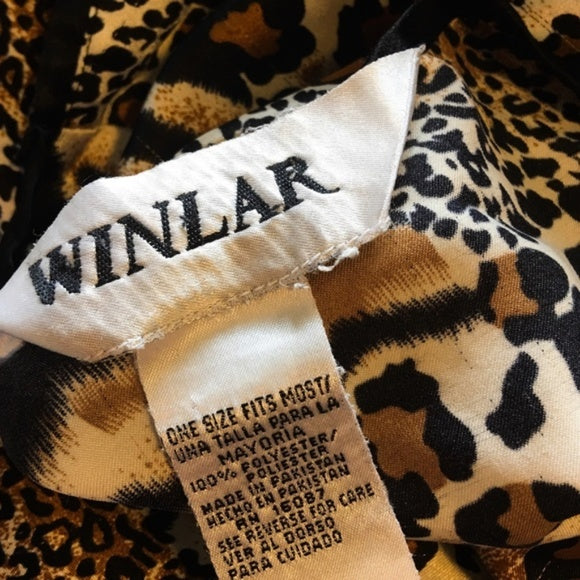 WINLAR
ONE SIZE FITS MOST/
UNA TALLA PARA LA
MAYORIA
100% POLYESTER/
POLIESTER
MADE IN PAKISTAN
HECHO EN PAKISTAN
RN 16087
SEE REVERSE FOR CARE
VER AL DORSO
PARA CUIDADO